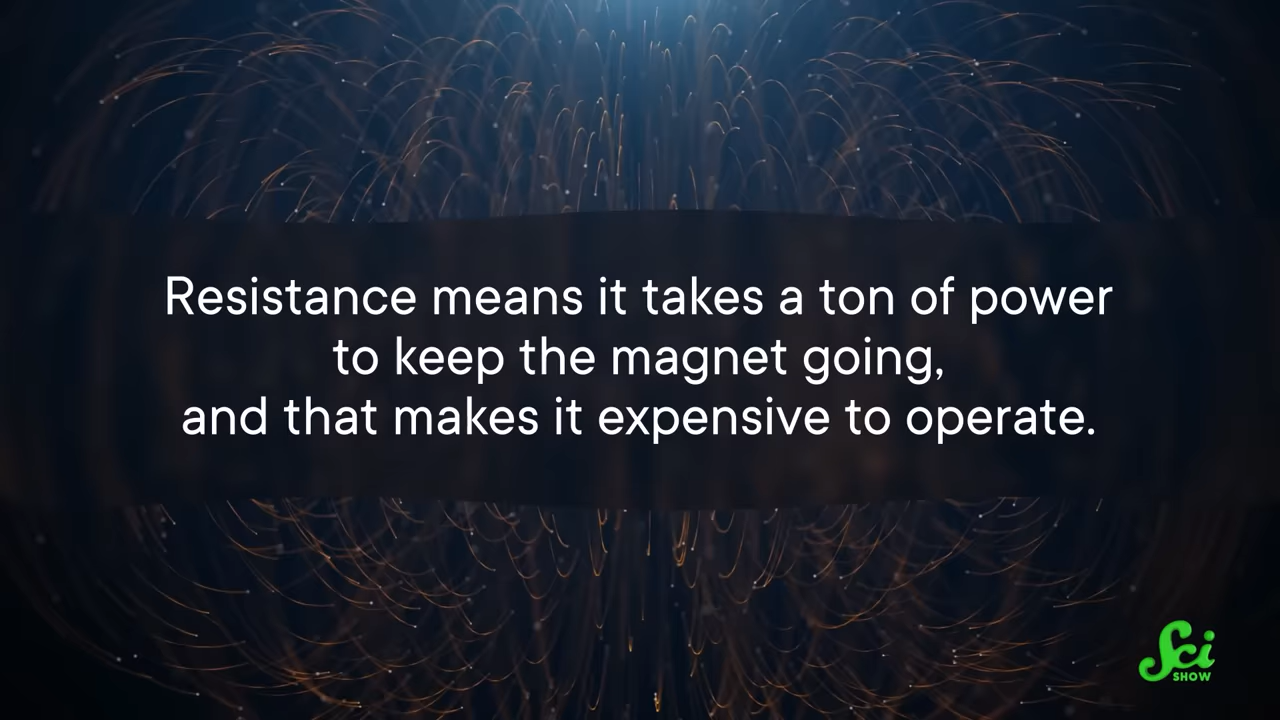 Resistance means it takes a ton of power
to keep the magnet going,
and that makes it expensive to operate.
Sci
SHOW